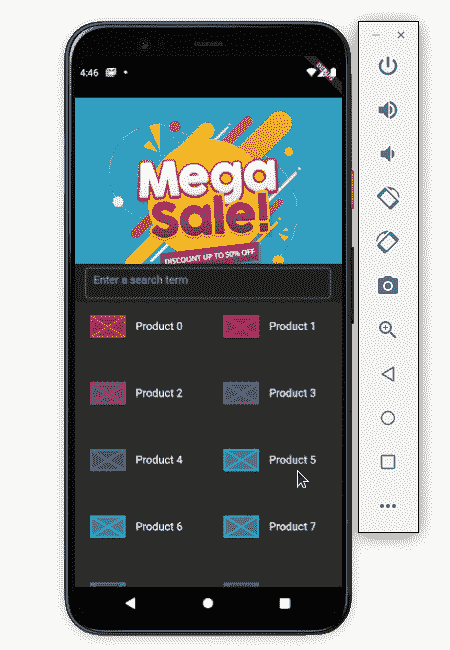 4:46
Mega
Sale!
DISCOUNT UP TO 50% OFF
Enter a search term
Product 0
Product 1
Product 2
Product 3
Product 4
Product 5
Product 6
Product 7